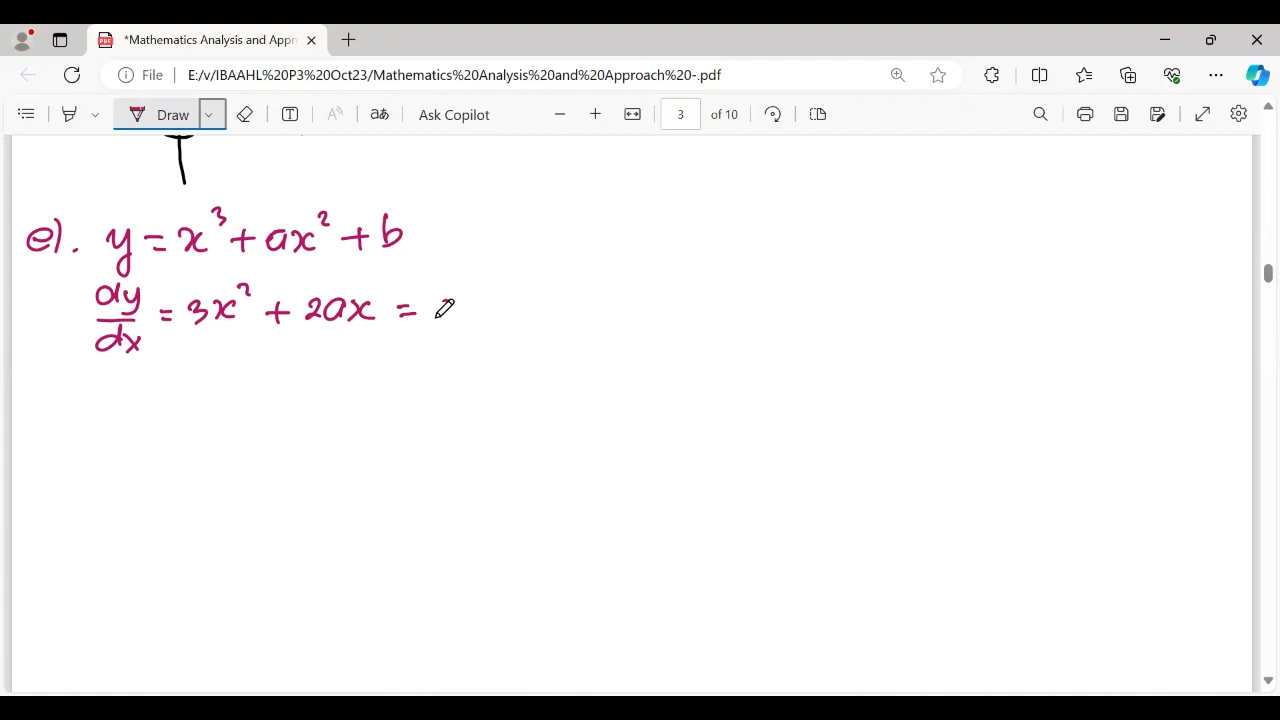 *Mathematics Analysis and Appr
File E:/v/IBAAHL%20P3%20Oct23/Mathematics%20Analysis%20and%20Approach%20-.pdf
Draw Ask Copilot 3 of 10
e). y = x³ + ax² + b
dy/dx = 3x² + 2ax =